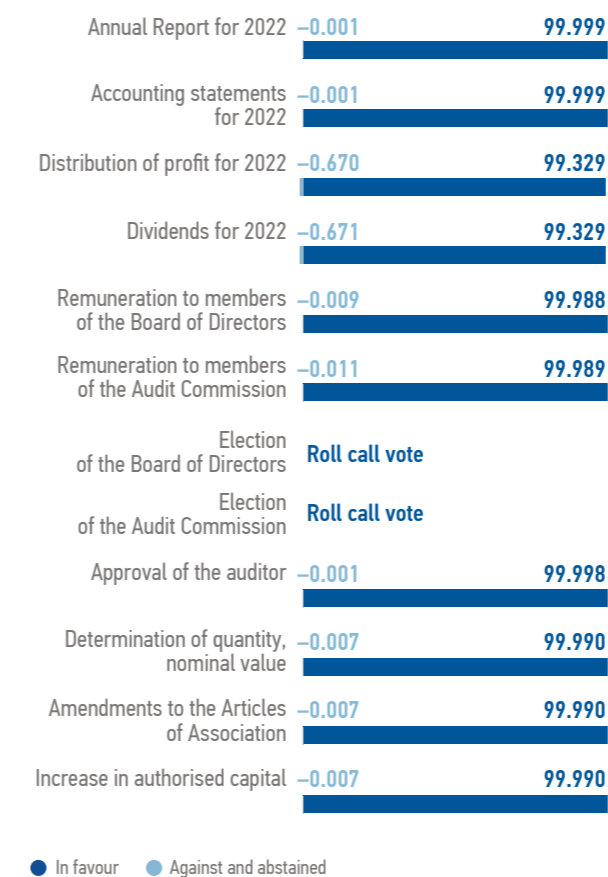 Annual Report for 2022 –0.001 99.999
Accounting statements –0.001 99.999
for 2022
Distribution of profit for 2022 –0.670 99.329
Dividends for 2022 –0.671 99.329
Remuneration to members –0.009 99.988
of the Board of Directors
Remuneration to members –0.011 99.989
of the Audit Commission
Election
of the Board of Directors Roll call vote
Election
of the Audit Commission Roll call vote
Approval of the auditor –0.001 99.998
Determination of quantity, –0.007 99.990
nominal value
Amendments to the Articles –0.007 99.990
of Association
Increase in authorised capital –0.007 99.990
In favour Against and abstained